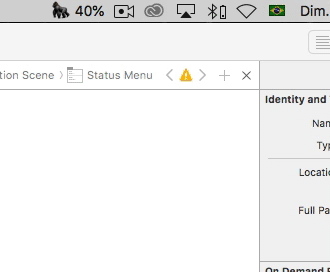 40% Dim.
tion Scene 〉 Status Menu
Identity and
Nam
Typ
Locatio
Full Pa
On Demand